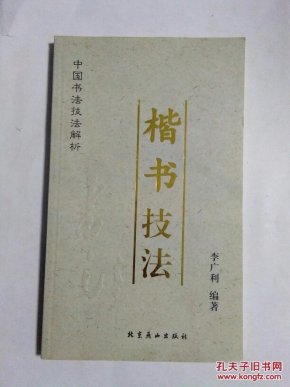 中国书法技法解析
楷书技法
李广利 编著
北京燕山出版社
孔夫子旧书网